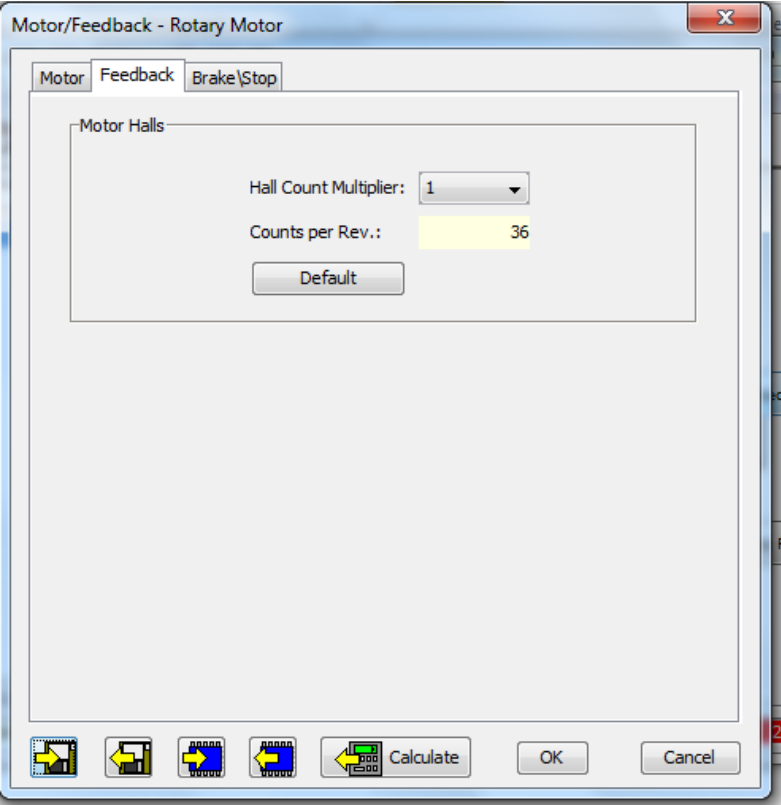 Motor/Feedback - Rotary Motor
Motor Feedback Brake\Stop
Motor Halls
Hall Count Multiplier: 1
Counts per Rev.: 36
Default
Calculate OK Cancel